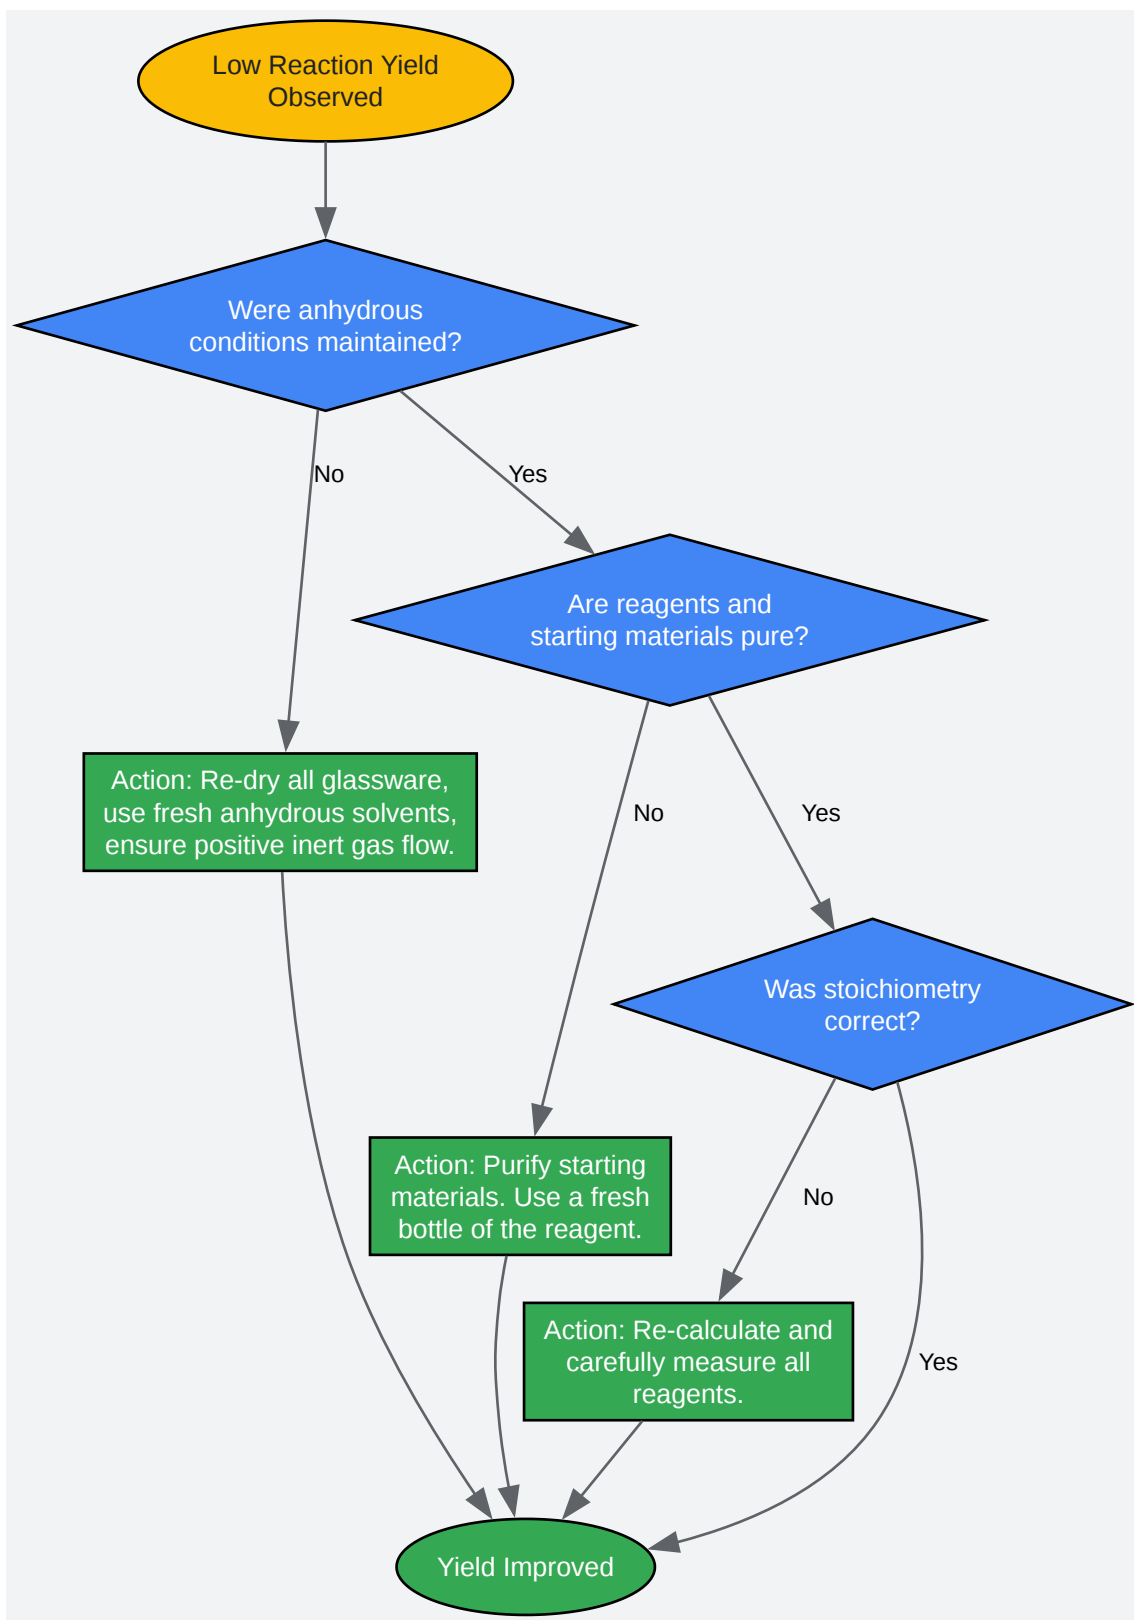 Low Reaction Yield
Observed
Were anhydrous
conditions maintained?
No
Yes
Are reagents and
starting materials pure?
Action: Re-dry all glassware,
use fresh anhydrous solvents,
ensure positive inert gas flow.
No
Yes
Was stoichiometry
correct?
Action: Purify starting
materials. Use a fresh
bottle of the reagent.
No
Action: Re-calculate and
carefully measure all
reagents.
Yes
Yield Improved